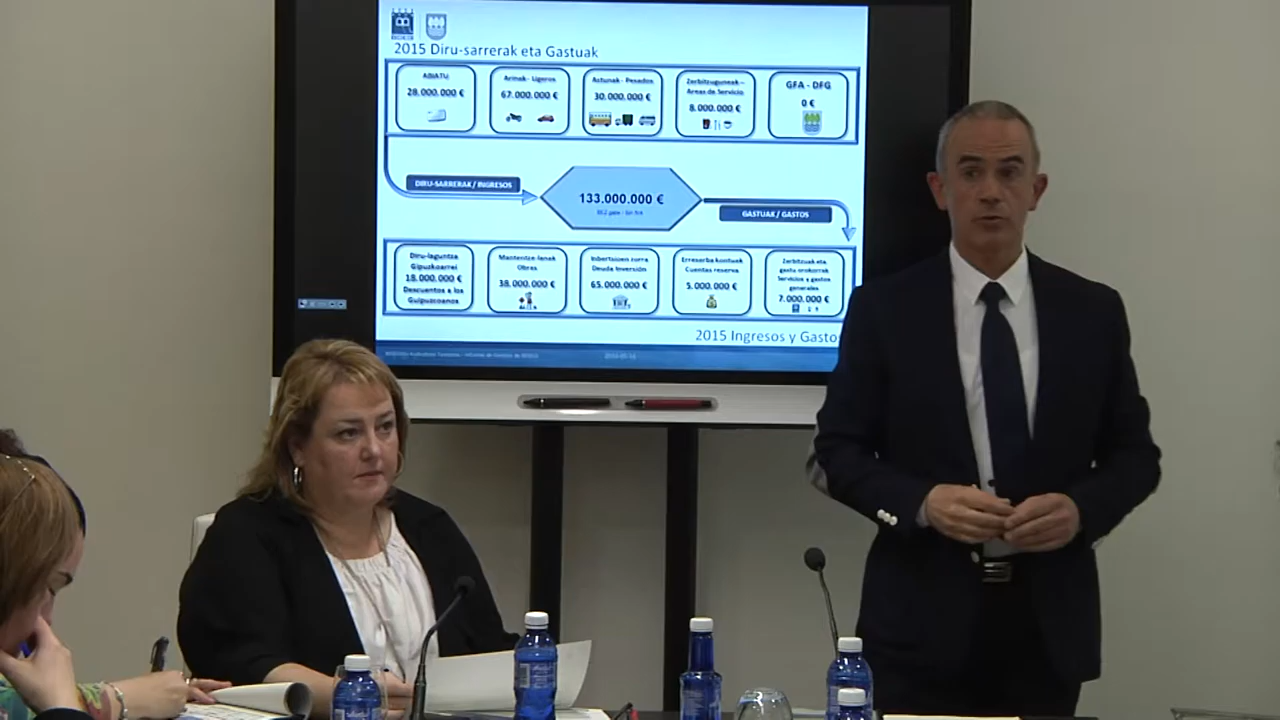 2015 Diru-sarrerak eta Gastuak
ABIATU
28.000.000 €
Arinak - Ligeros
67.000.000 €
Astunak - Pesados
30.000.000 €
Zerbitzuguneak –
Areas de Servicio
8.000.000 €
GFA - DFG
0 €
DIRU-SARRERAK / INGRESOS
133.000.000 €
GASTUAK / GASTOS
Diru-laguntza
Gipuzkoarrei
18.000.000 €
Descuentos a los
Guipuzcoanos
Mantentze-lanak
Obras
38.000.000 €
Inbertsioen zorra
Deuda Inversión
65.000.000 €
Erreserba kontuak
Cuentas reserva
5.000.000 €
Zerbitzuak eta
gastu orokorrak
Servicios y gastos
generales
7.000.000 €
2015 Ingresos y Gasto